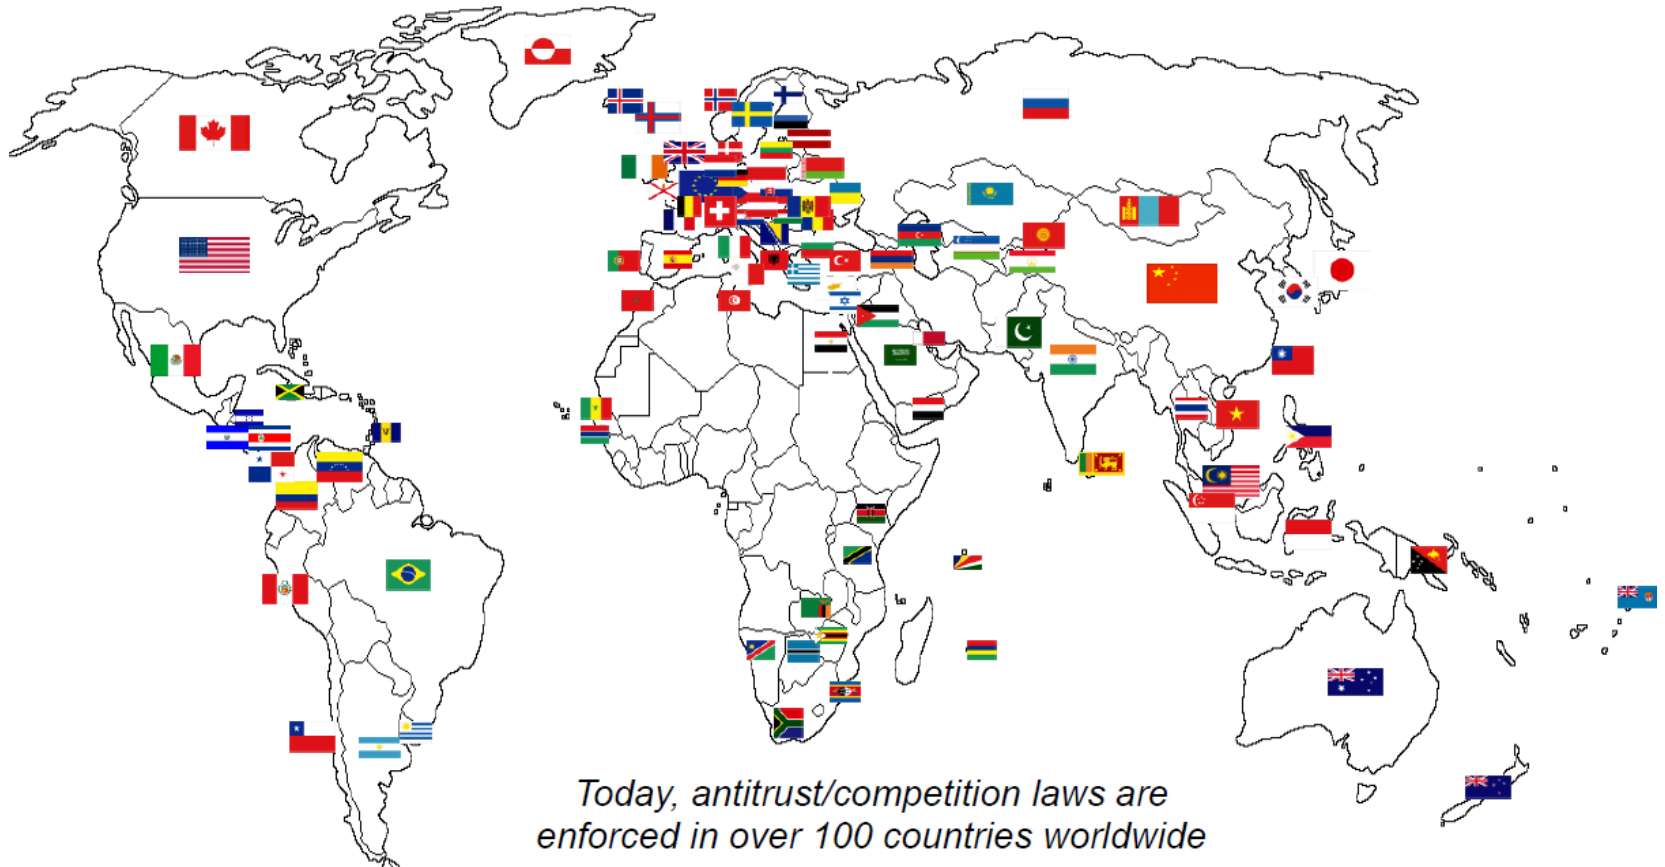 Today, antitrust/competition laws are
enforced in over 100 countries worldwide